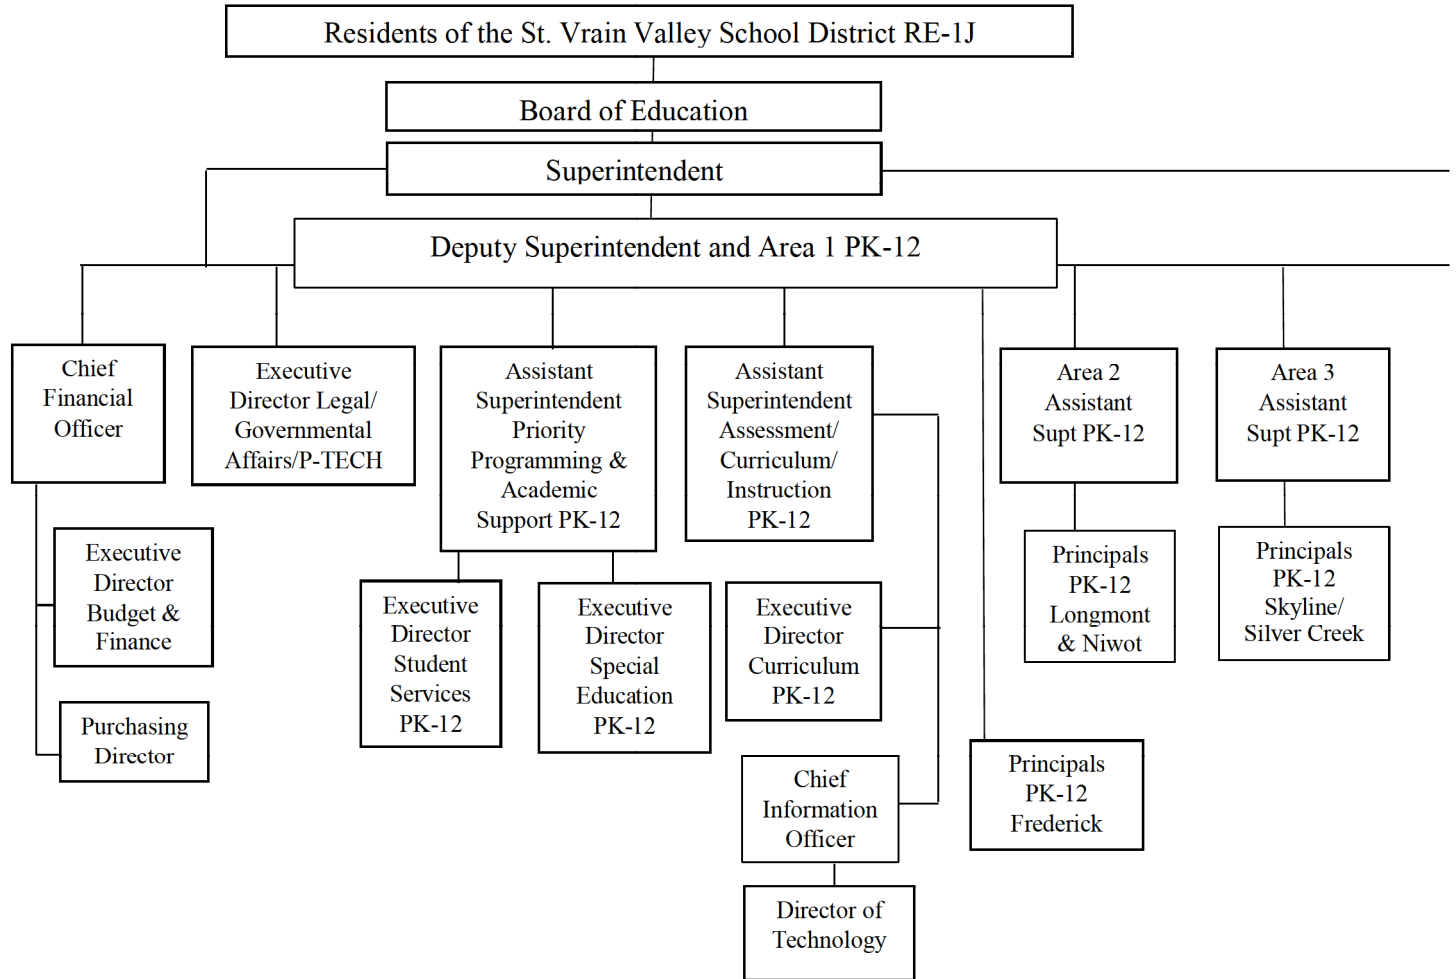 Residents of the St. Vrain Valley School District RE-1J
Board of Education
Superintendent
Deputy Superintendent and Area 1 PK-12
Chief
Financial
Officer
Executive
Director Legal/
Governmental
Affairs/P-TECH
Assistant
Superintendent
Priority
Programming &
Academic
Support PK-12
Assistant
Superintendent
Assessment/
Curriculum/
Instruction
PK-12
Area 2
Assistant
Supt PK-12
Area 3
Assistant
Supt PK-12
Executive
Director
Budget &
Finance
Purchasing
Director
Executive
Director
Student
Services
PK-12
Executive
Director
Special
Education
PK-12
Executive
Director
Curriculum
PK-12
Chief
Information
Officer
Director of
Technology
Principals
PK-12
Frederick
Principals
PK-12
Longmont
& Niwot
Principals
PK-12
Skyline/
Silver Creek